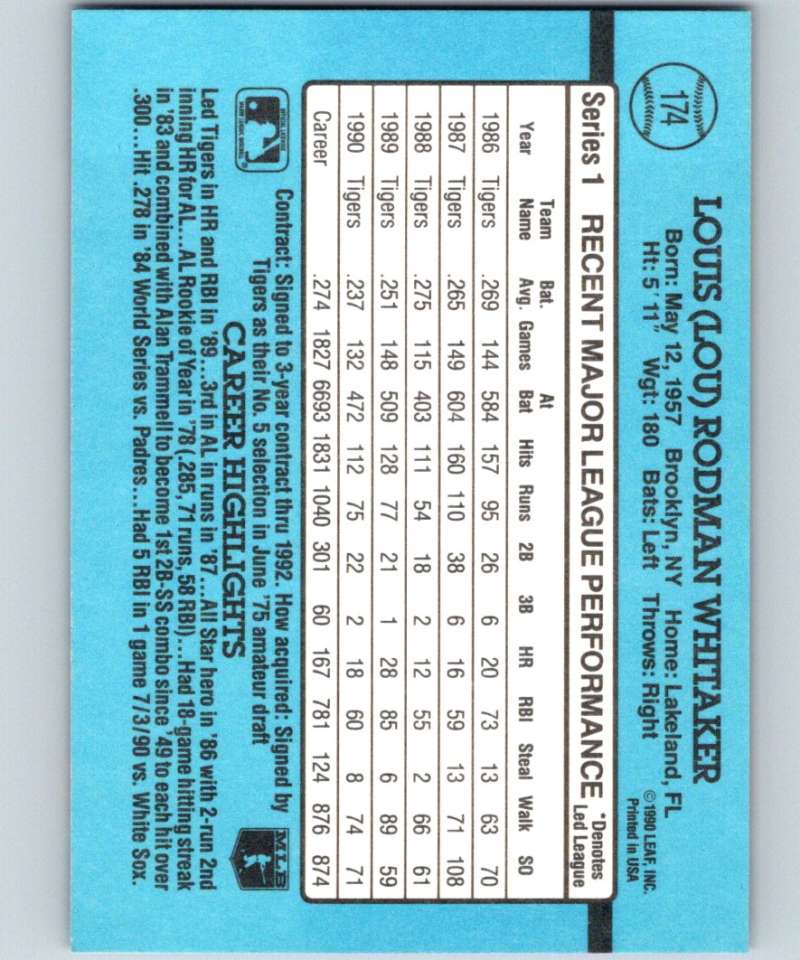 174
LOUIS (LOU) RODMAN WHITAKER
Born: May 12, 1957 Brooklyn, NY Home: Lakeland, FL
Ht: 5'11" Wgt: 180 Bats: Left Throws: Right
©1990 LEAF, INC.
Printed in USA
Series 1 RECENT MAJOR LEAGUE PERFORMANCE *Denotes Led League
Year Team Name Bat. Avg. Games At Bat Hits Runs 2B 3B HR RBI Steal Walk SO
1986 Tigers .269 144 584 157 95 26 6 20 73 13 63 70
1987 Tigers .265 149 604 160 110 38 6 16 59 13 71 108
1988 Tigers .275 115 403 111 54 18 2 12 55 2 66 61
1989 Tigers .251 148 509 128 77 21 1 28 85 6 89 59
1990 Tigers .237 132 472 112 75 22 2 18 60 8 74 71
Career .274 1827 6693 1831 1040 301 60 167 781 124 876 874
Contract: Signed to 3-year contract thru 1992. How acquired: Signed by
Tigers as their No. 5 selection in June '75 amateur draft
MLB
CAREER HIGHLIGHTS
Led Tigers in HR and RBI in '89...3rd in AL in runs in '87...All Star hero in '86 with 2-run 2nd
inning HR for AL...AL Rookie of Year in '78 (.285, 71 runs, 58 RBI)...Had 18-game hitting streak
in '83 and combined with Alan Trammell to become 1st 2B-SS combo since '49 to each hit over
.300...Hit .278 in '84 World Series vs. Padres...Had 5 RBI in 1 game 7/3/90 vs. White Sox.